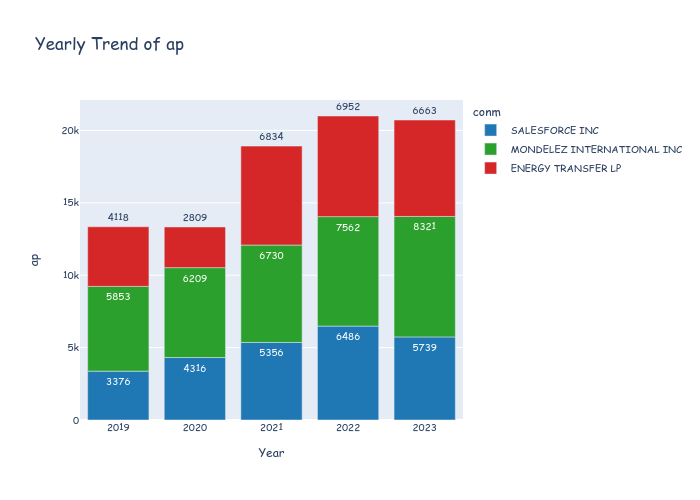 Yearly Trend of ap
conm
SALESFORCE INC
MONDELEZ INTERNATIONAL INC
ENERGY TRANSFER LP
ap
20k
15k
10k
5k
0
4118
2809
6834
6952
6663
5853
6209
6730
7562
8321
3376
4316
5356
6486
5739
2019 2020 2021 2022 2023
Year